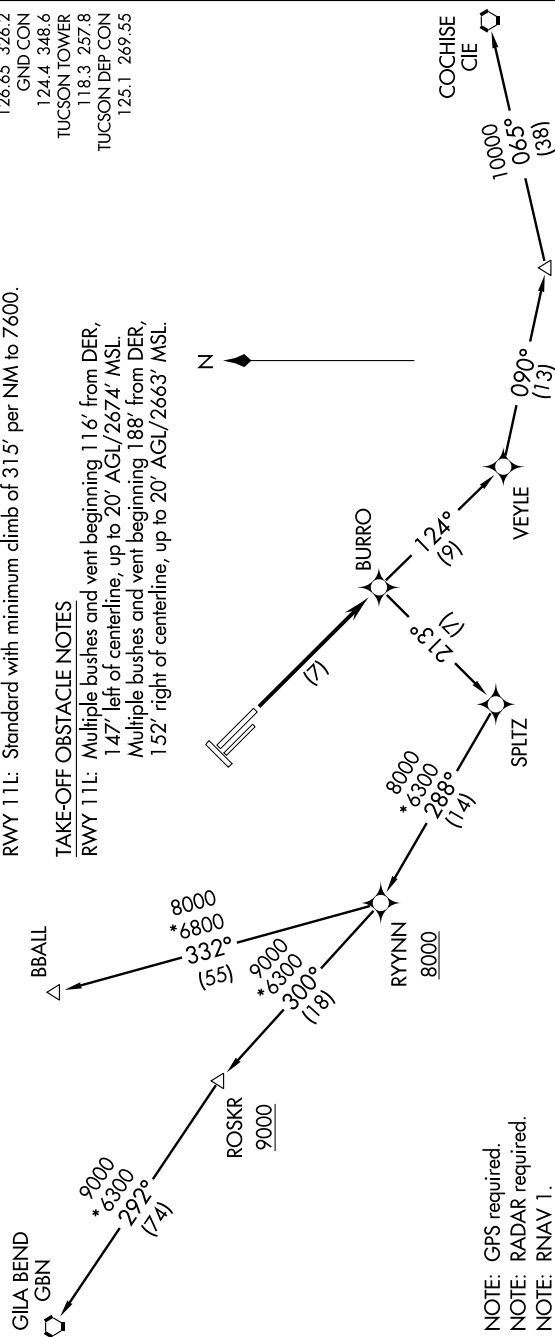 126.65 326.2
GND CON
124.4 348.6
TUCSON TOWER
118.3 257.8
TUCSON DEP CON
125.1 269.55
RWY 11L: Standard with minimum climb of 315' per NM to 7600.
TAKE-OFF OBSTACLE NOTES
RWY 11L: Multiple bushes and vent beginning 116' from DER,
147' left of centerline, up to 20' AGL/2674' MSL.
Multiple bushes and vent beginning 188' from DER,
152' right of centerline, up to 20' AGL/2663' MSL.
N
COCHISE
CIE
10000
065°
(38)
090°
(13)
VEYLE
124°
(9)
BURRO
(7)
213°
(7)
SPLTZ
8000
*6300
288°
(14)
RYYNN
8000
BBALL
8000
*6800
332°
(55)
9000
*6300
300°
(18)
ROSKR
9000
9000
*6300
292°
(74)
GILA BEND
GBN
NOTE: GPS required.
NOTE: RADAR required.
NOTE: RNAV 1.